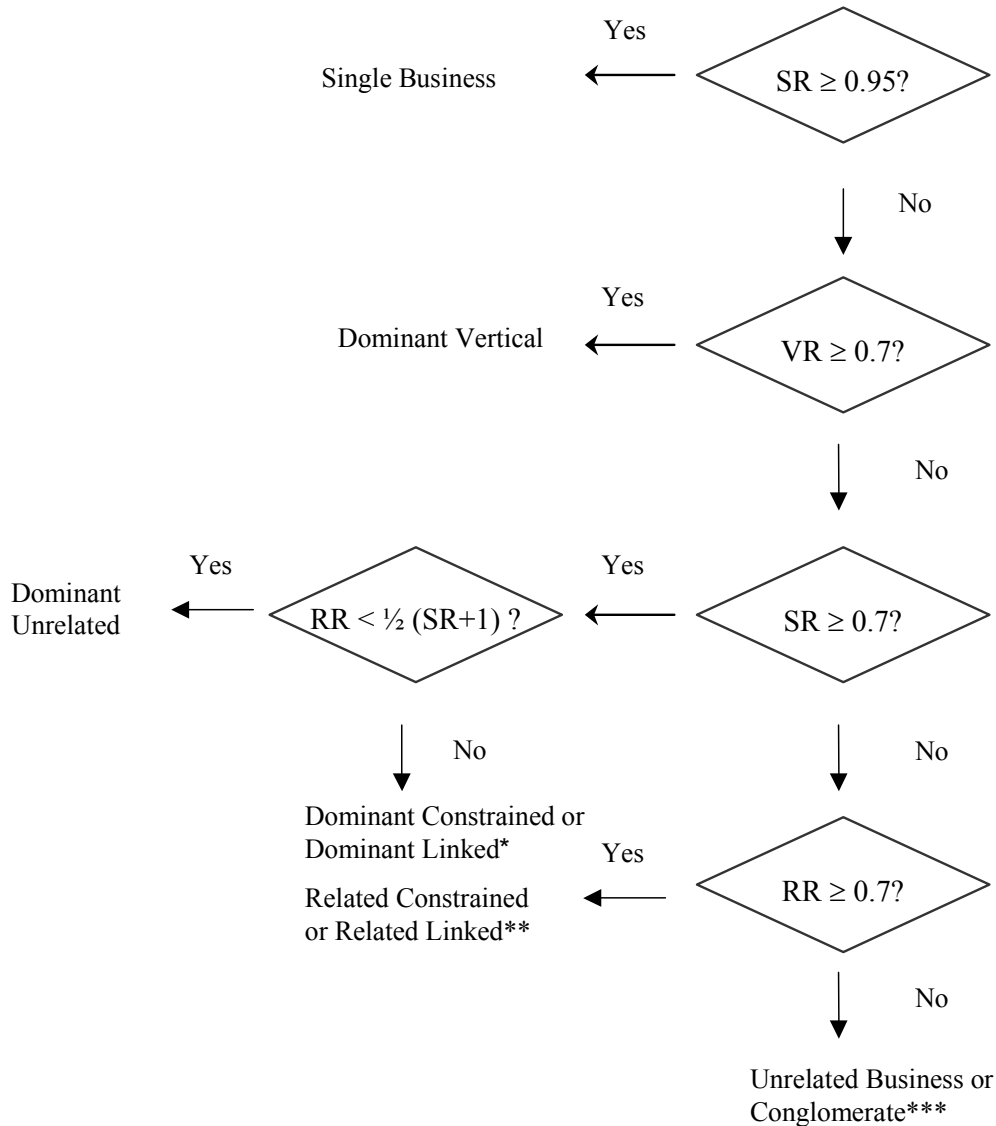 Yes
Single Business
SR ≥ 0.95?
No
Yes
Dominant Vertical
VR ≥ 0.7?
No
Yes
Yes
Dominant
Unrelated
RR < ½ (SR+1) ?
SR ≥ 0.7?
No
No
Dominant Constrained or
Dominant Linked*
Yes
Related Constrained
or Related Linked**
RR ≥ 0.7?
No
Unrelated Business or
Conglomerate***